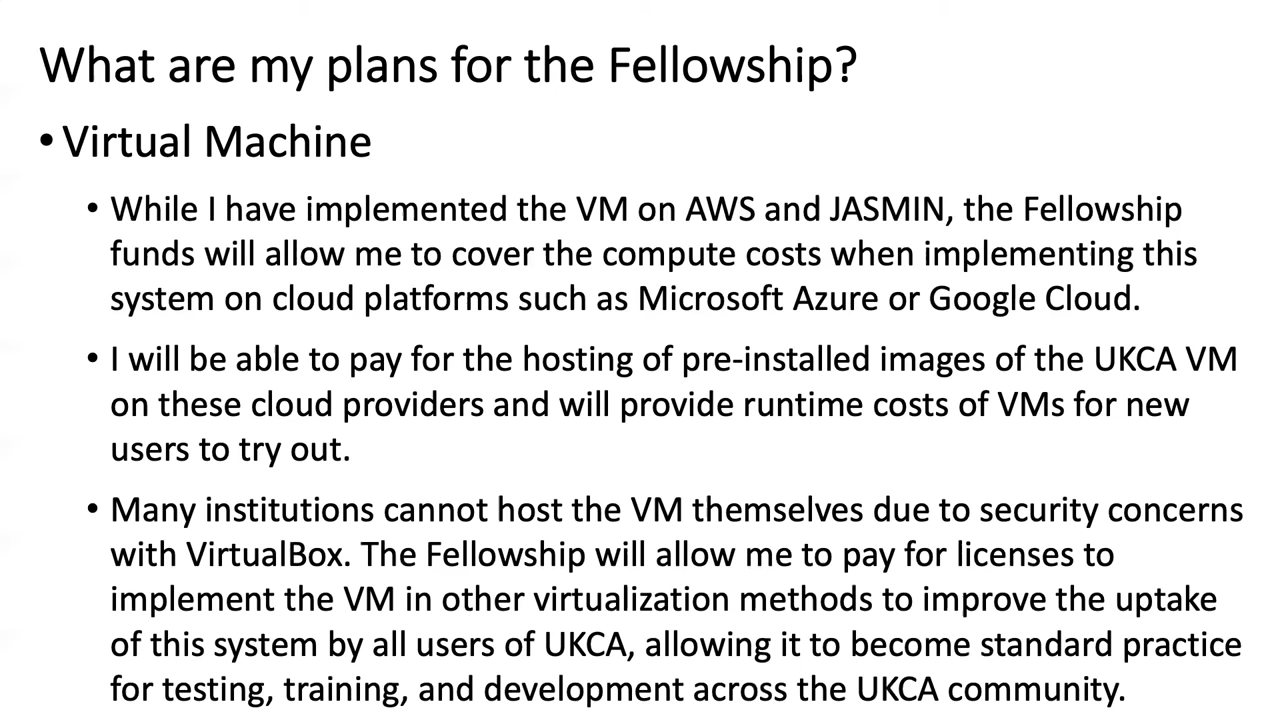 What are my plans for the Fellowship?
• Virtual Machine
• While I have implemented the VM on AWS and JASMIN, the Fellowship
funds will allow me to cover the compute costs when implementing this
system on cloud platforms such as Microsoft Azure or Google Cloud.
• I will be able to pay for the hosting of pre-installed images of the UKCA VM
on these cloud providers and will provide runtime costs of VMs for new
users to try out.
• Many institutions cannot host the VM themselves due to security concerns
with VirtualBox. The Fellowship will allow me to pay for licenses to
implement the VM in other virtualization methods to improve the uptake
of this system by all users of UKCA, allowing it to become standard practice
for testing, training, and development across the UKCA community.